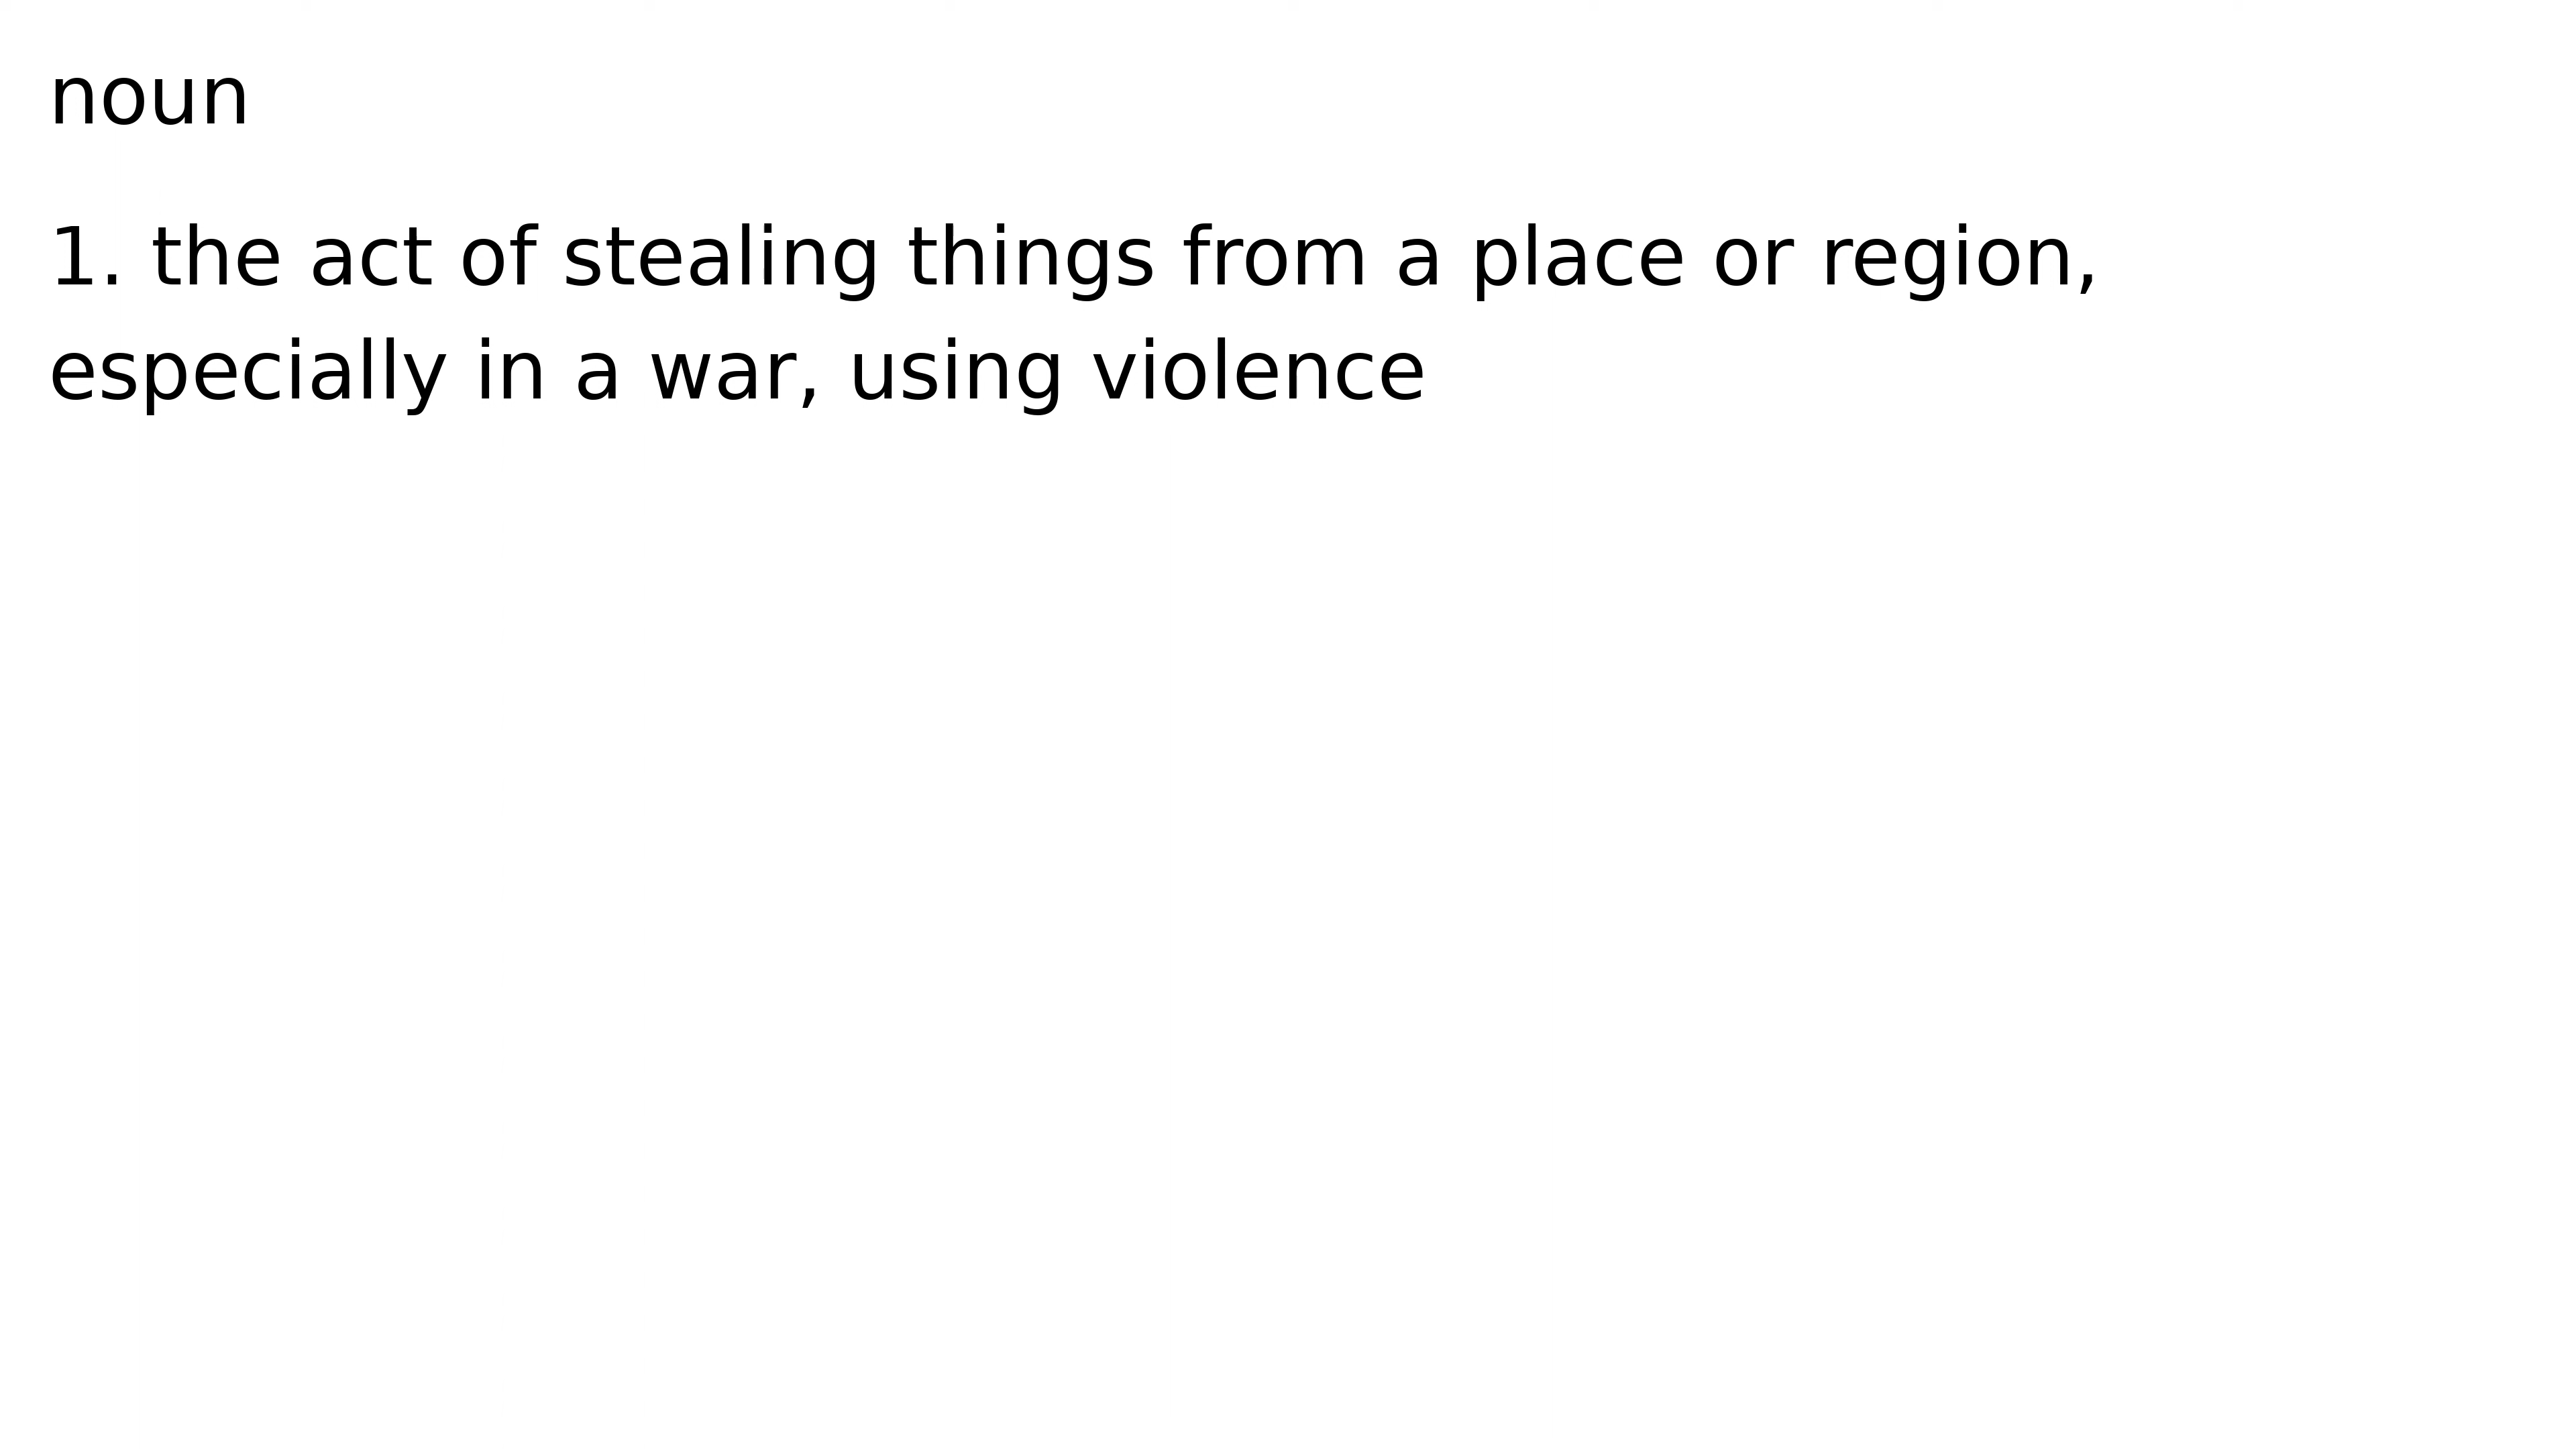 noun
1. the act of stealing things from a place or region,
especially in a war, using violence